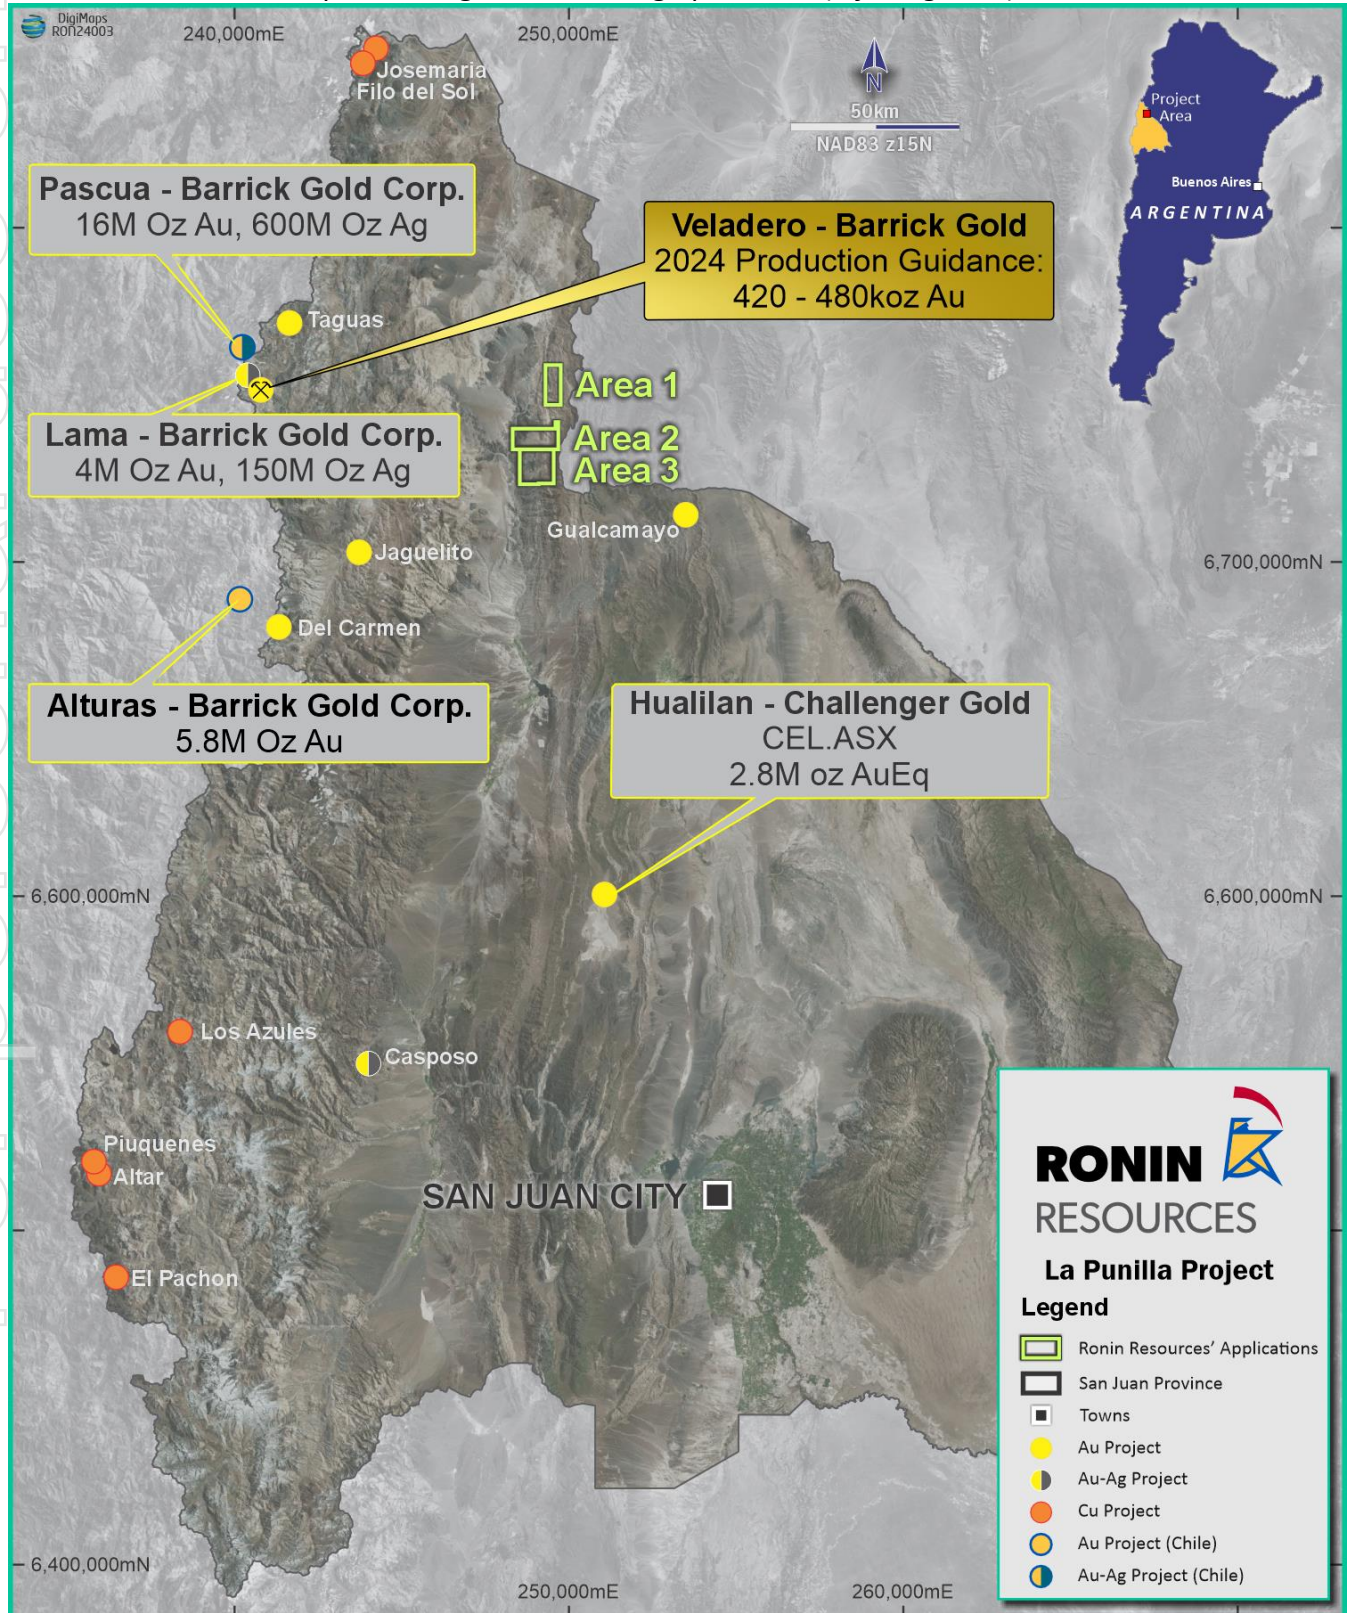 DigiMaps
RON24003
240,000mE
250,000mE
Josemaria
Filo del Sol
N
50km
NAD83 z15N
Project
Area
Buenos Aires
ARGENTINA
Pascua - Barrick Gold Corp.
16M Oz Au, 600M Oz Ag
Veladero - Barrick Gold
2024 Production Guidance:
420 - 480koz Au
Taguas
Area 1
Area 2
Area 3
Lama - Barrick Gold Corp.
4M Oz Au, 150M Oz Ag
Gualcamayo
Jaguelito
6,700,000mN
Del Carmen
Alturas - Barrick Gold Corp.
5.8M Oz Au
Hualilan - Challenger Gold
CEL.ASX
2.8M oz AuEq
6,600,000mN
6,600,000mN
Los Azules
Casposo
Piuquenes
Altar
SAN JUAN CITY
El Pachon
RONIN
RESOURCES
La Punilla Project
Legend
Ronin Resources' Applications
San Juan Province
Towns
Au Project
Au-Ag Project
Cu Project
Au Project (Chile)
Au-Ag Project (Chile)
6,400,000mN
250,000mE
260,000mE